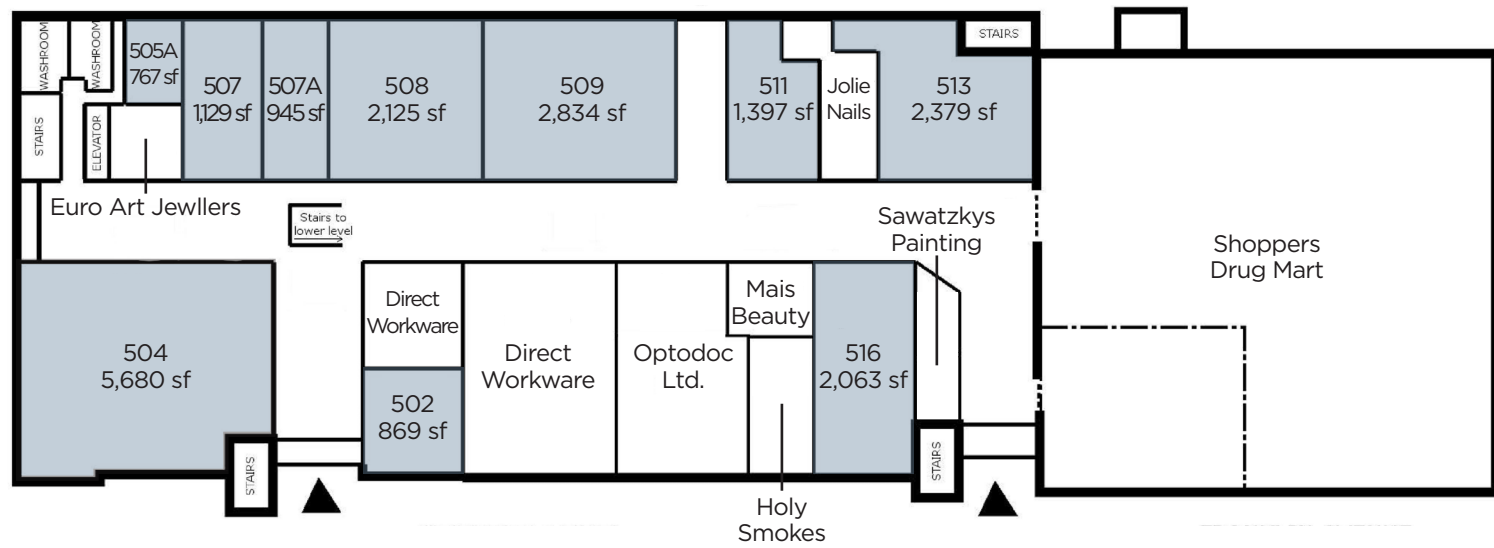 WASHROOM
WASHROOM
505A
767 sf
507
1,129 sf
507A
945 sf
508
2,125 sf
509
2,834 sf
511
1,397 sf
Jolie
Nails
513
2,379 sf
STAIRS
STAIRS
ELEVATOR
Euro Art Jewllers
Stairs to
lower level
Sawatzkys
Painting
Shoppers
Drug Mart
504
5,680 sf
Direct
Workware
502
869 sf
Direct
Workware
Optodoc
Ltd.
Mais
Beauty
516
2,063 sf
STAIRS
STAIRS
Holy
Smokes